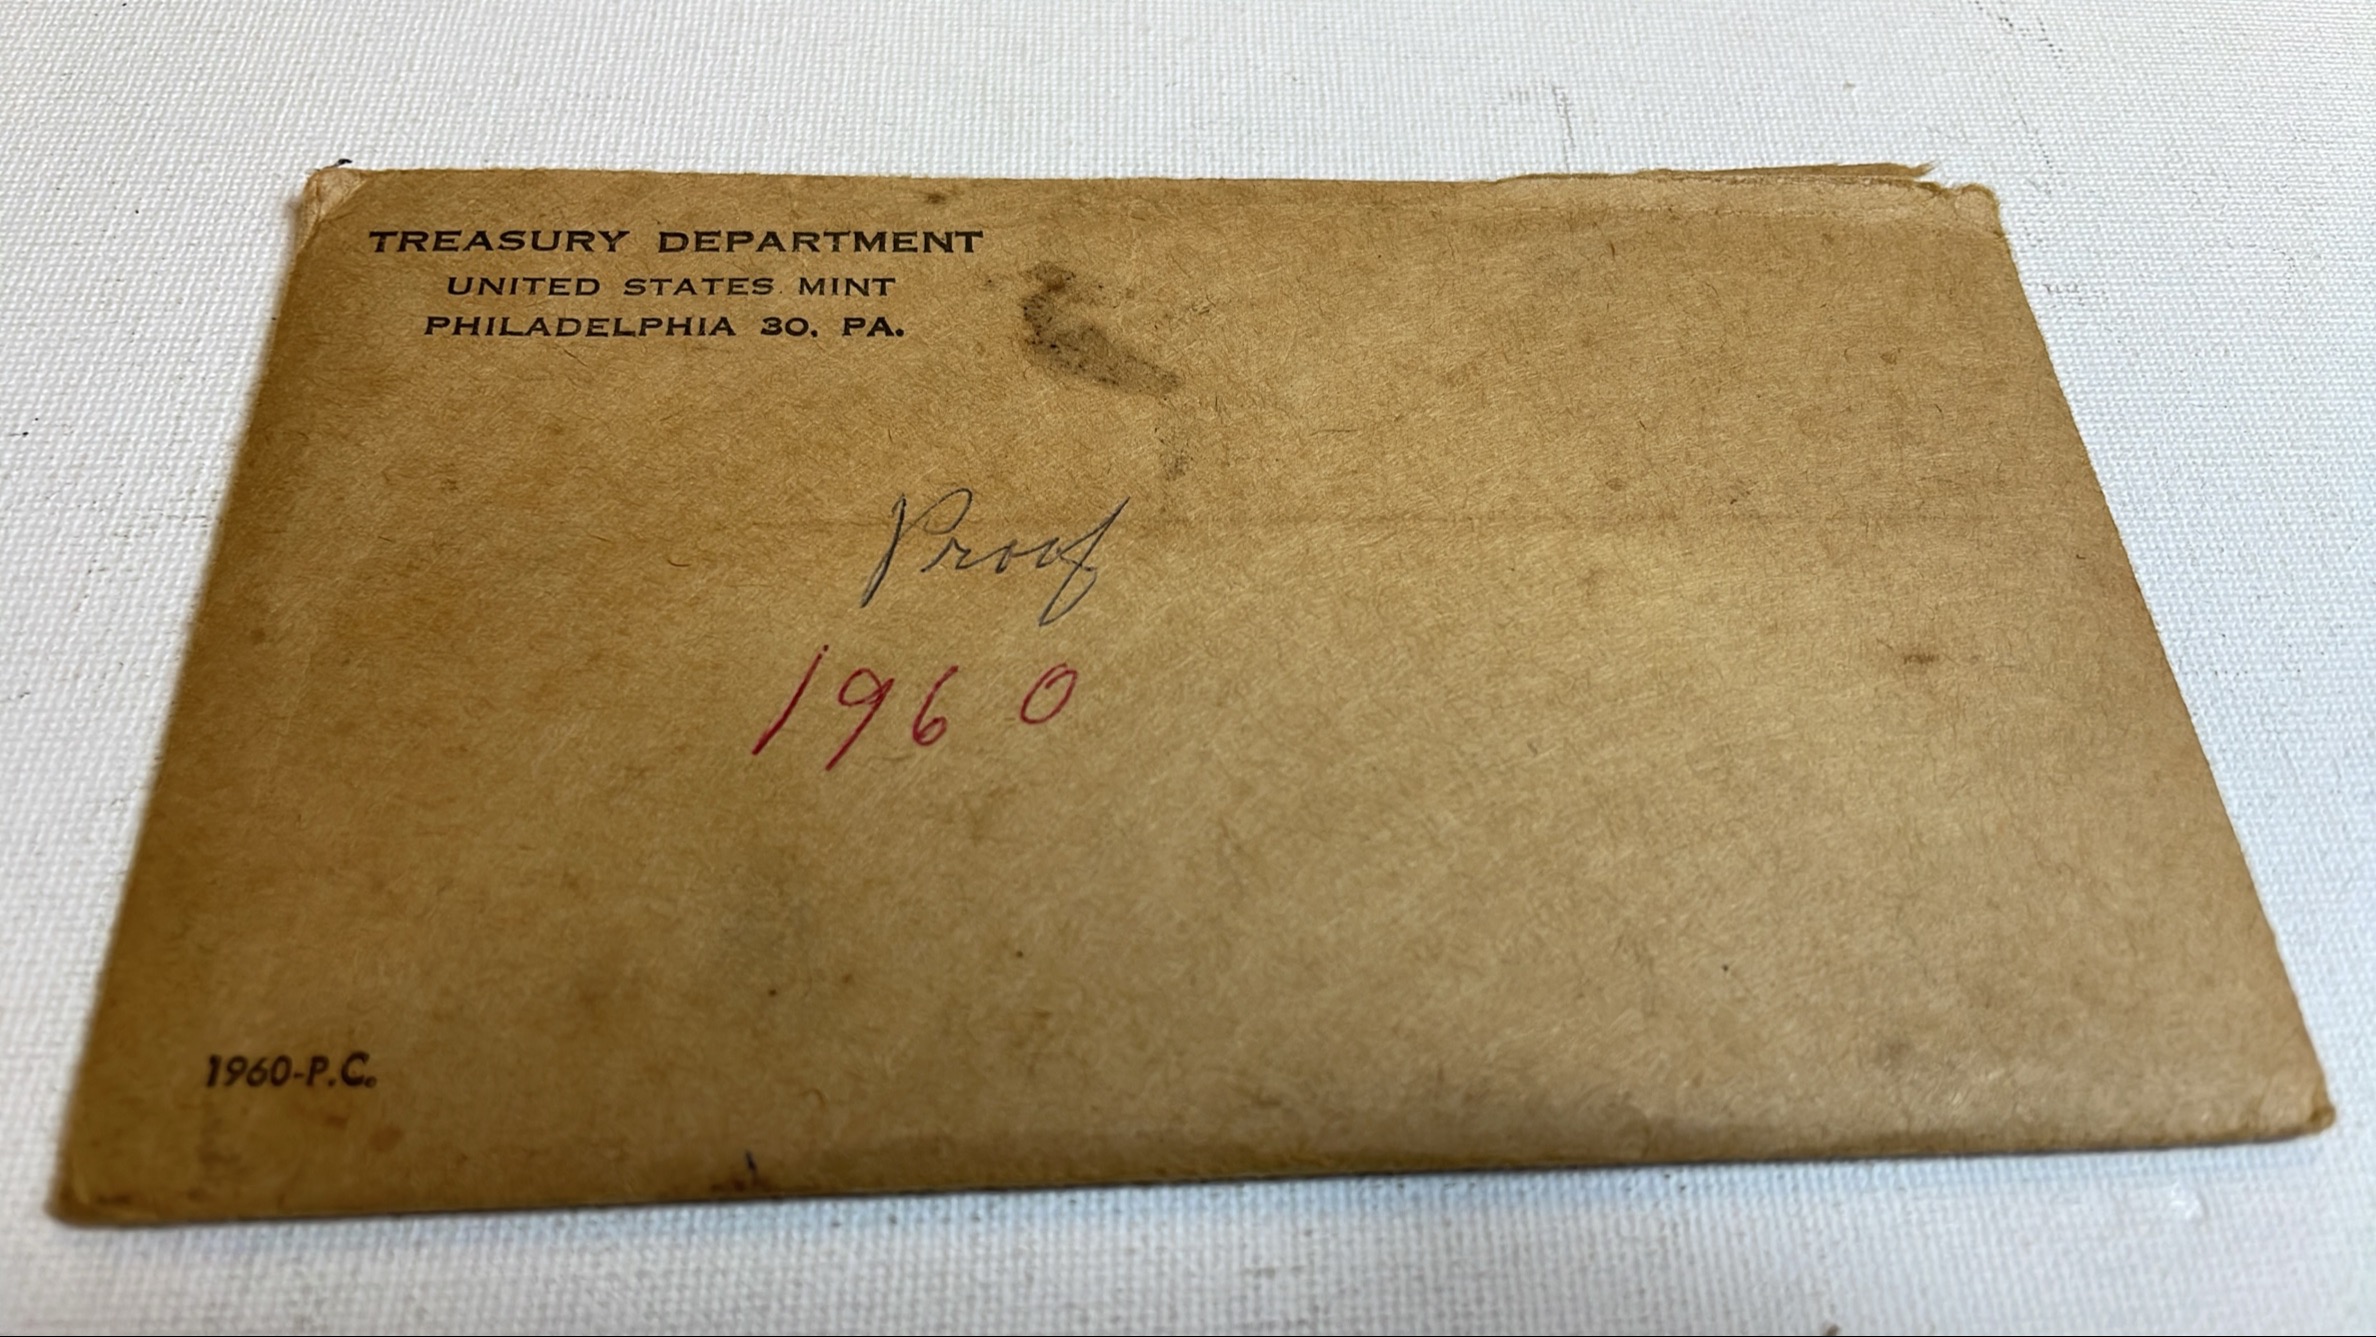 TREASURY DEPARTMENT
UNITED STATES MINT
PHILADELPHIA 30, PA.
Proof
1960
1960-P.C.